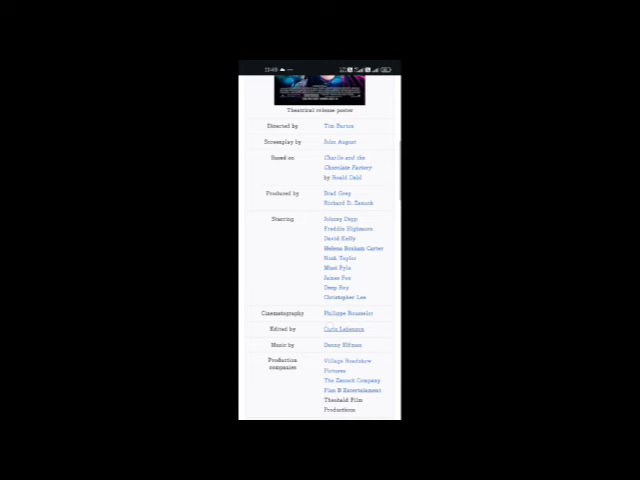 Theatrical release poster
Directed by
Tim Burton
Screenplay by
John August
Based on
Charlie and the
Chocolate Factory
by Roald Dahl
Produced by
Brad Grey
Richard D. Zanuck
Starring
Johnny Depp
Freddie Highmore
David Kelly
Helena Bonham Carter
Noah Taylor
Missi Pyle
James Fox
Deep Roy
Christopher Lee
Cinematography
Philippe Rousselot
Edited by
Chris Lebenzon
Music by
Danny Elfman
Production
companies
Village Roadshow
Pictures
The Zanuck Company
Plan B Entertainment
Theobald Film
Productions